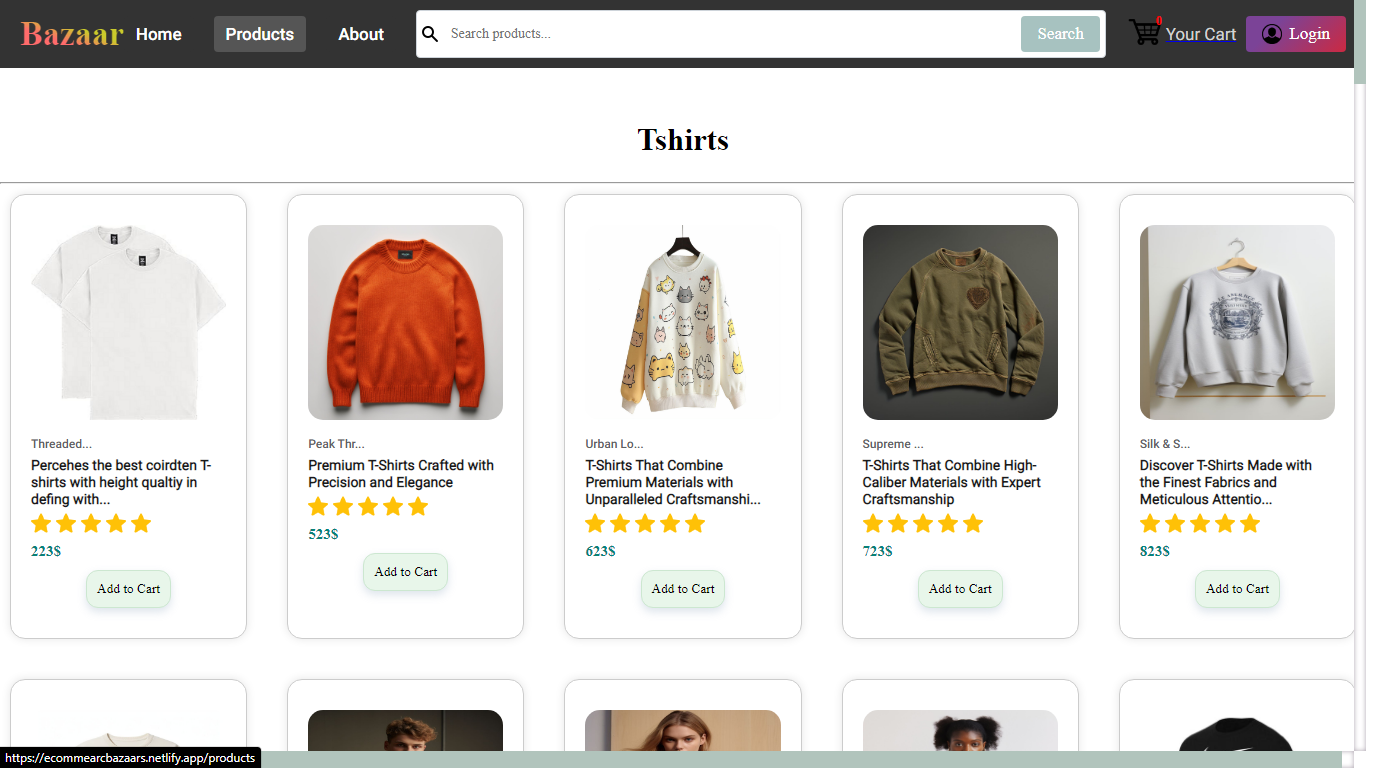 Bazaar Home Products About Search products... Search 0 Your Cart Login
Tshirts
Threaded...
Percehes the best coirdten T-
shirts with height qualtiy in
defing with...
223$
Add to Cart
Peak Thr...
Premium T-Shirts Crafted with
Precision and Elegance
523$
Add to Cart
Urban Lo...
T-Shirts That Combine
Premium Materials with
Unparalleled Craftsmanshi...
623$
Add to Cart
Supreme ...
T-Shirts That Combine High-
Caliber Materials with Expert
Craftsmanship
723$
Add to Cart
Silk & S...
Discover T-Shirts Made with
the Finest Fabrics and
Meticulous Attentio...
823$
Add to Cart
https://ecommearcbazaars.netlify.app/products